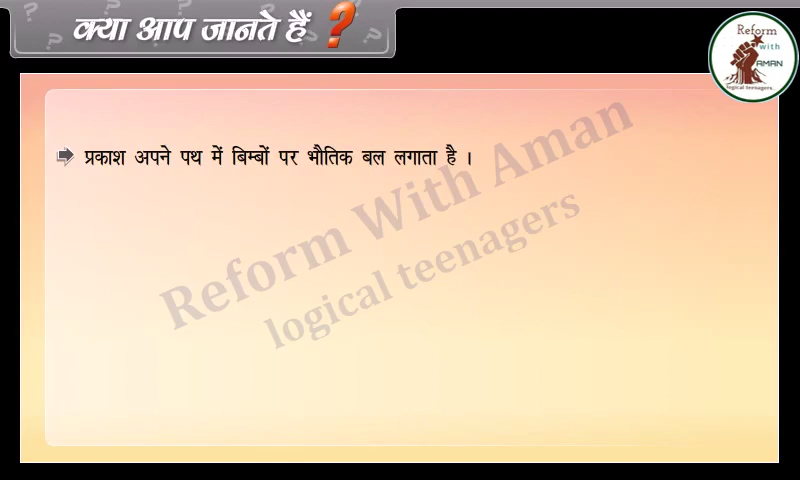 क्या आप जानते हैं ?
Reform
with
AMAN
logical teenagers.
प्रकाश अपने पथ में बिम्बों पर भौतिक बल लगाता है ।
Reform With Aman
logical teenagers